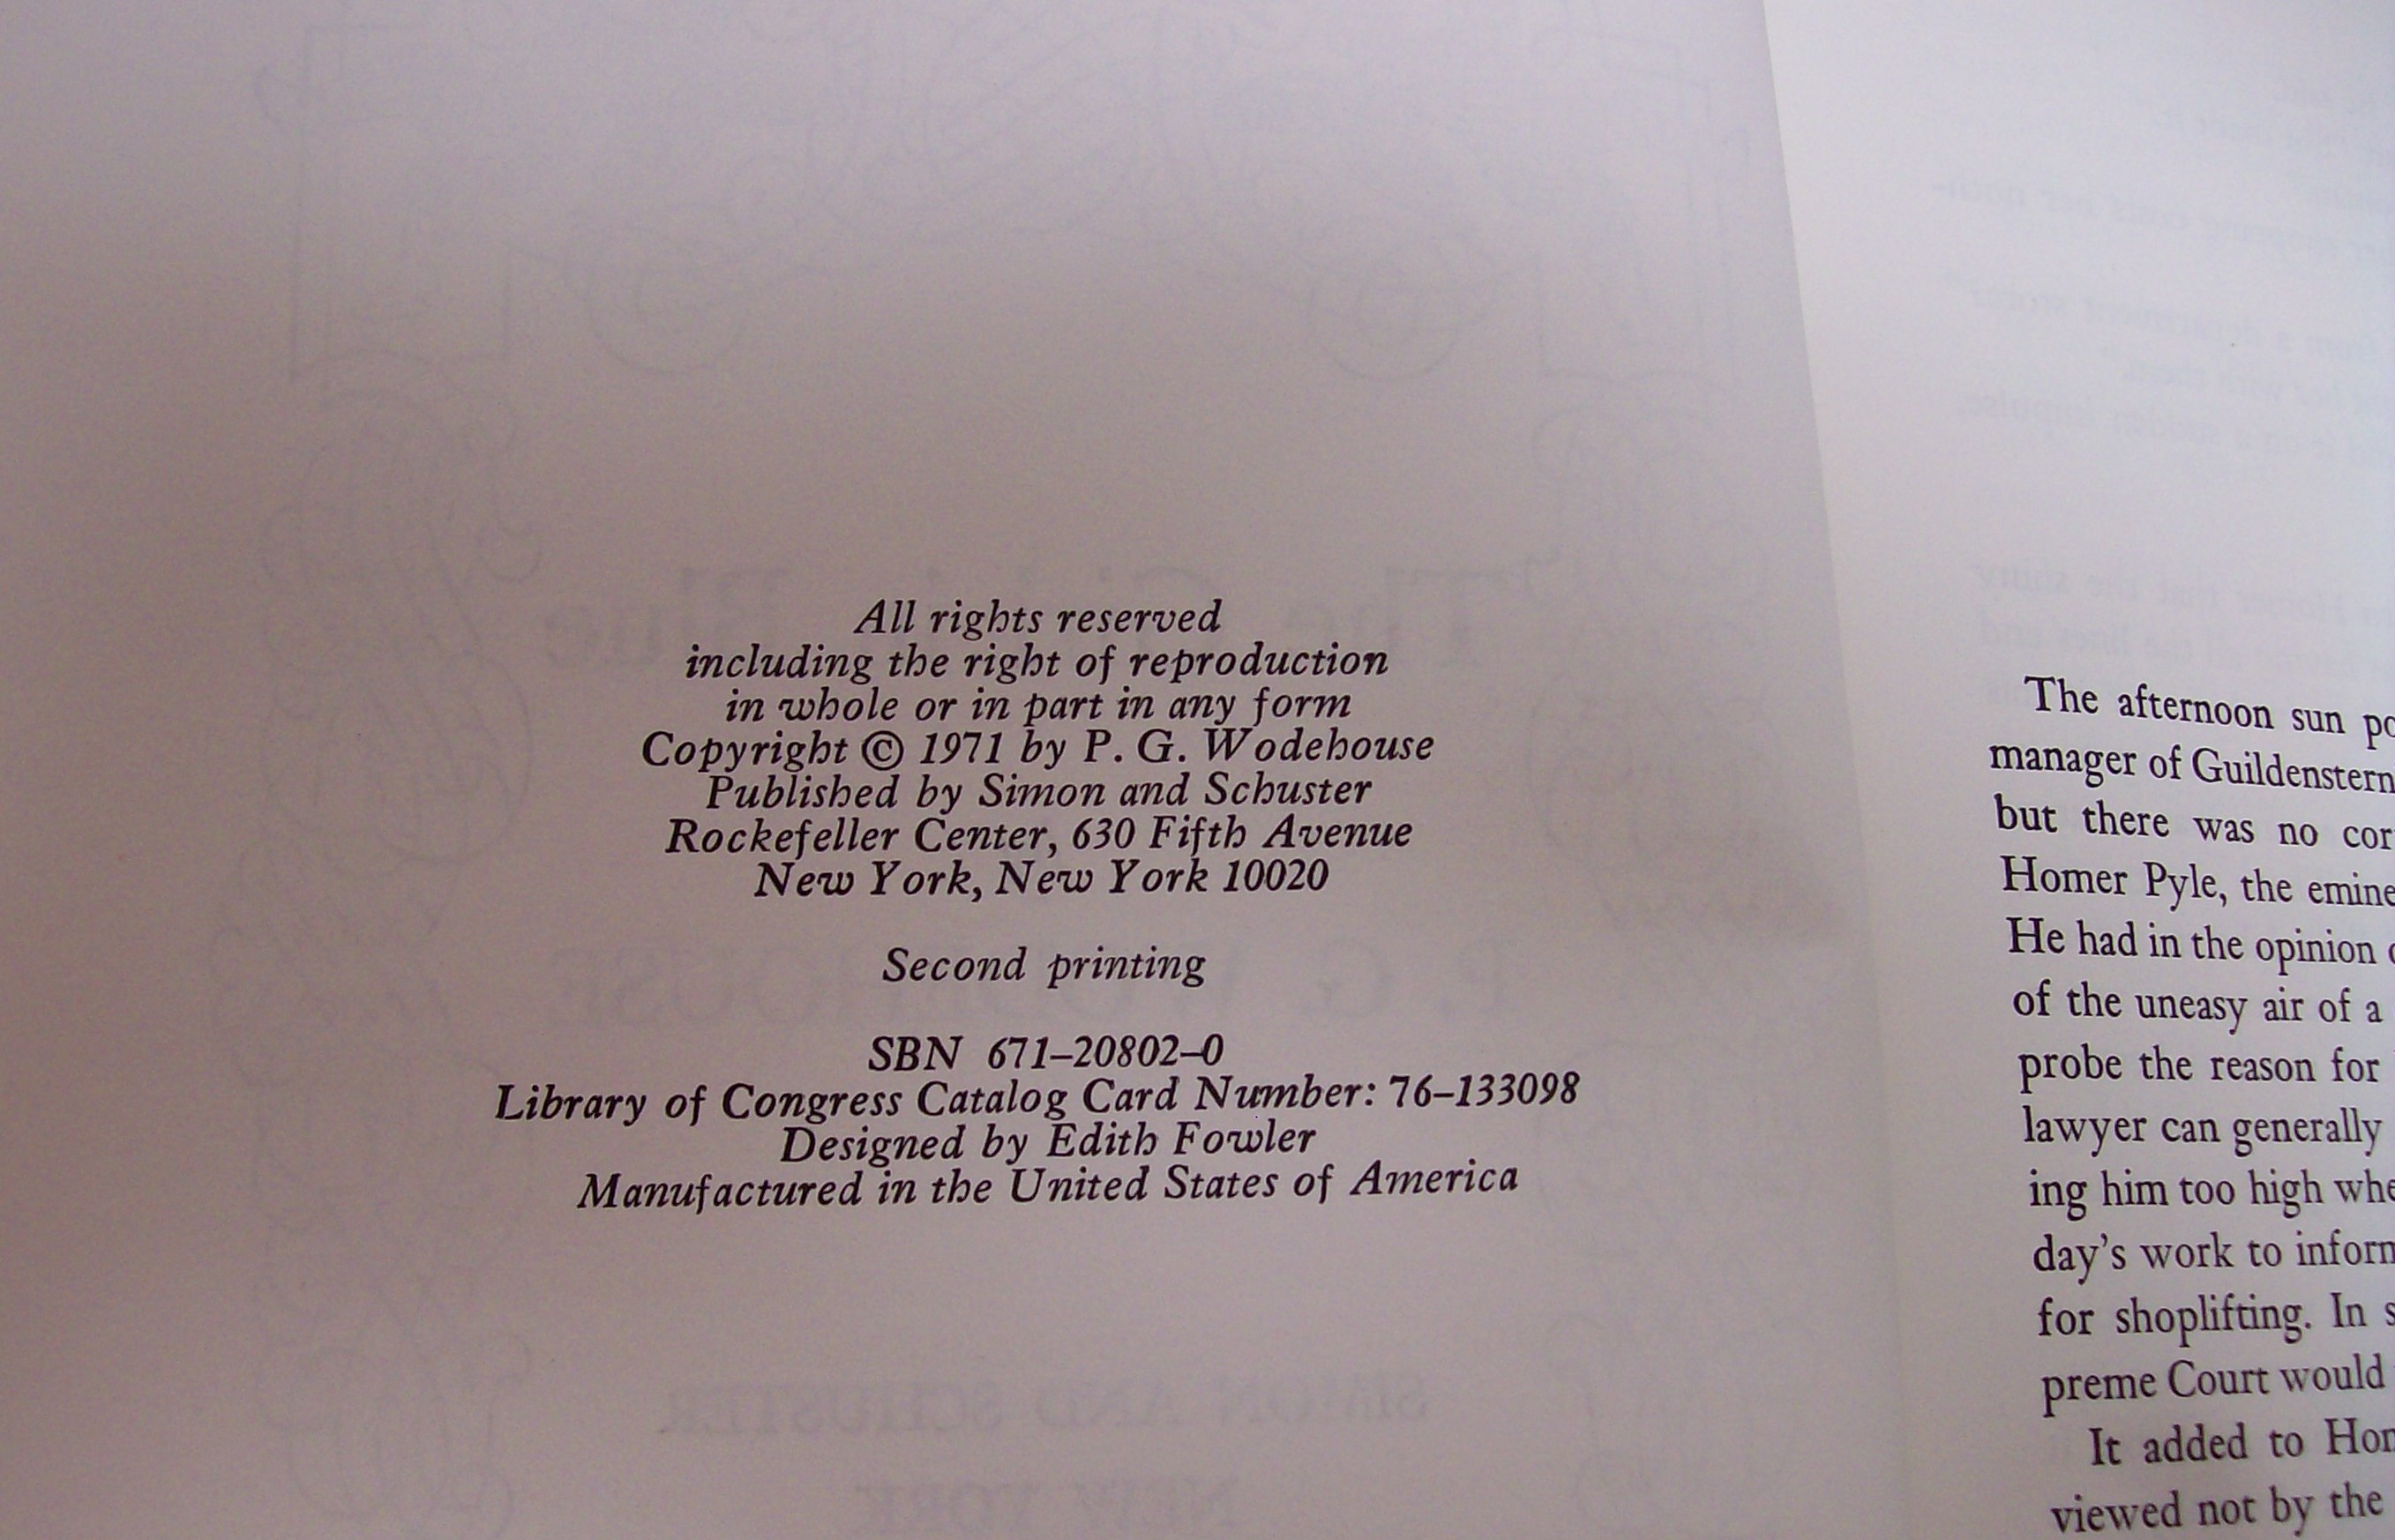 All rights reserved
including the right of reproduction
in whole or in part in any form
Copyright © 1971 by P. G. Wodehouse
Published by Simon and Schuster
Rockefeller Center, 630 Fifth Avenue
New York, New York 10020
Second printing
SBN 671–20802–0
Library of Congress Catalog Card Number: 76–133098
Designed by Edith Fowler
Manufactured in the United States of America
SIMON AND SCHUSTER
NEW YORK
The afternoon sun
manager of Guildenstern
but there was no
Homer Pyle, the
He had in the opinion
of the uneasy air of a
probe the reason for
lawyer can generally
ing him too high
day's work to
for shoplifting. In
preme Court would
It added to
viewed not by the